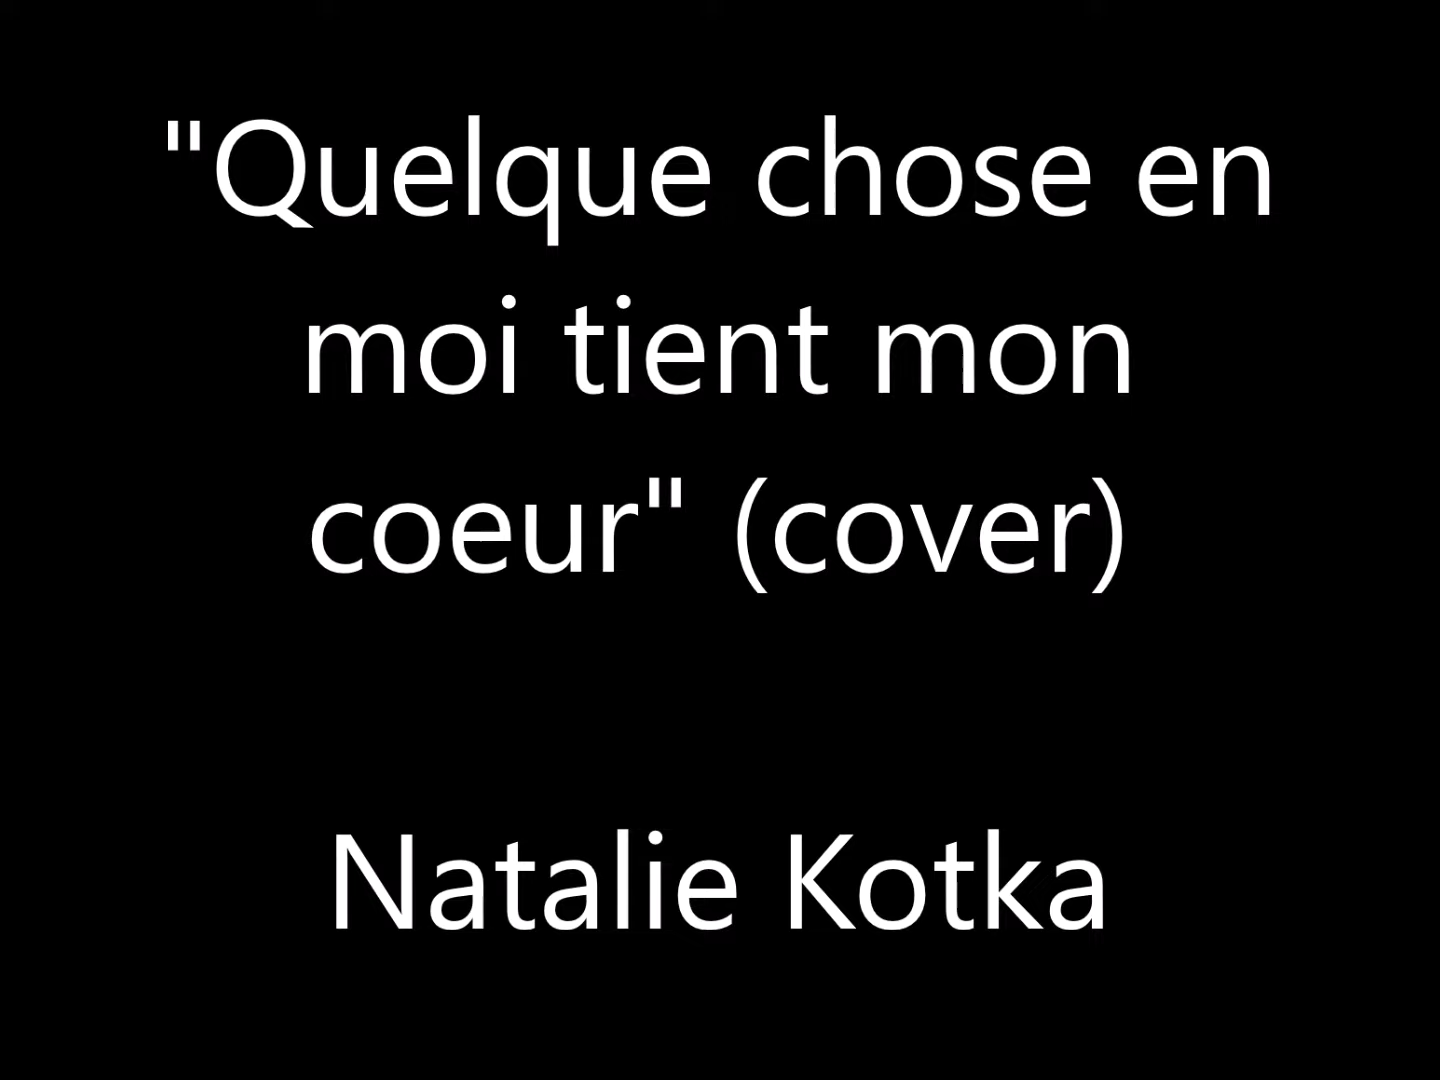 "Quelque chose en
moi tient mon
coeur" (cover)
Natalie Kotka